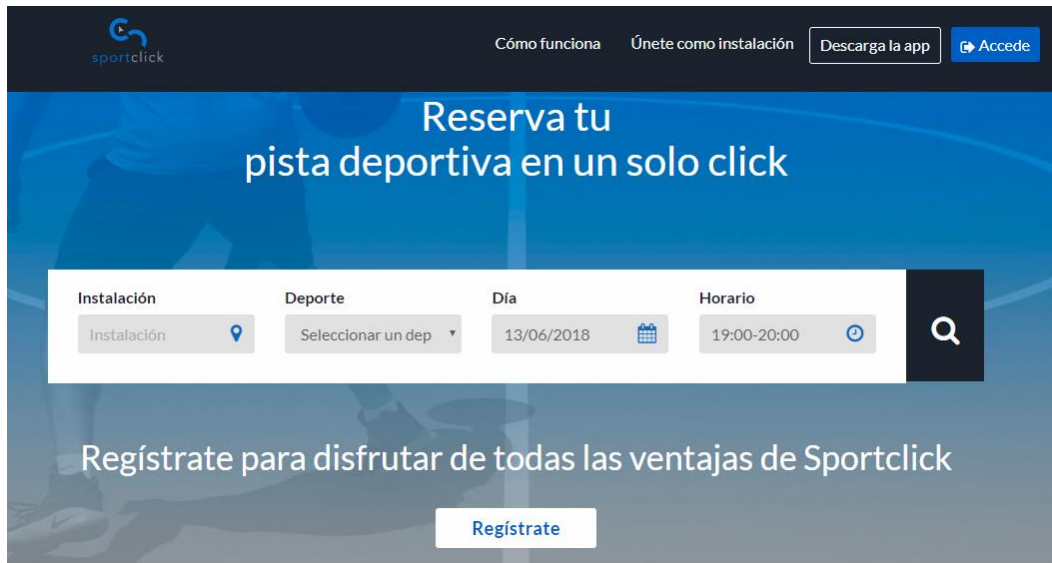 sportclick
Cómo funciona
Únete como instalación
Descarga la app
Accede
Reserva tu
pista deportiva en un solo click
Instalación
Deporte
Día
Horario
Instalación
Seleccionar un dep
13/06/2018
19:00-20:00
Regístrate para disfrutar de todas las ventajas de Sportclick
Regístrate